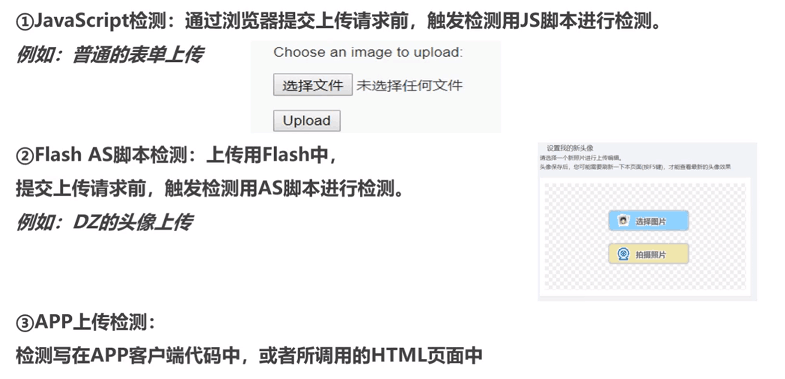 ①JavaScript检测：通过浏览器提交上传请求前，触发检测用JS脚本进行检测。
例如：普通的表单上传
Choose an image to upload:
选择文件 未选择任何文件
Upload
②Flash AS脚本检测：上传用Flash中，
提交上传请求前，触发检测用AS脚本进行检测。
例如：DZ的头像上传
设置我的新头像
请选择一个新照片进行上传编辑。
头像保存后，您可能需要刷新一下本页面(按F5键)，才能查看最新的头像效果
选择图片
拍摄照片
③APP上传检测：
检测写在APP客户端代码中，或者所调用的HTML页面中